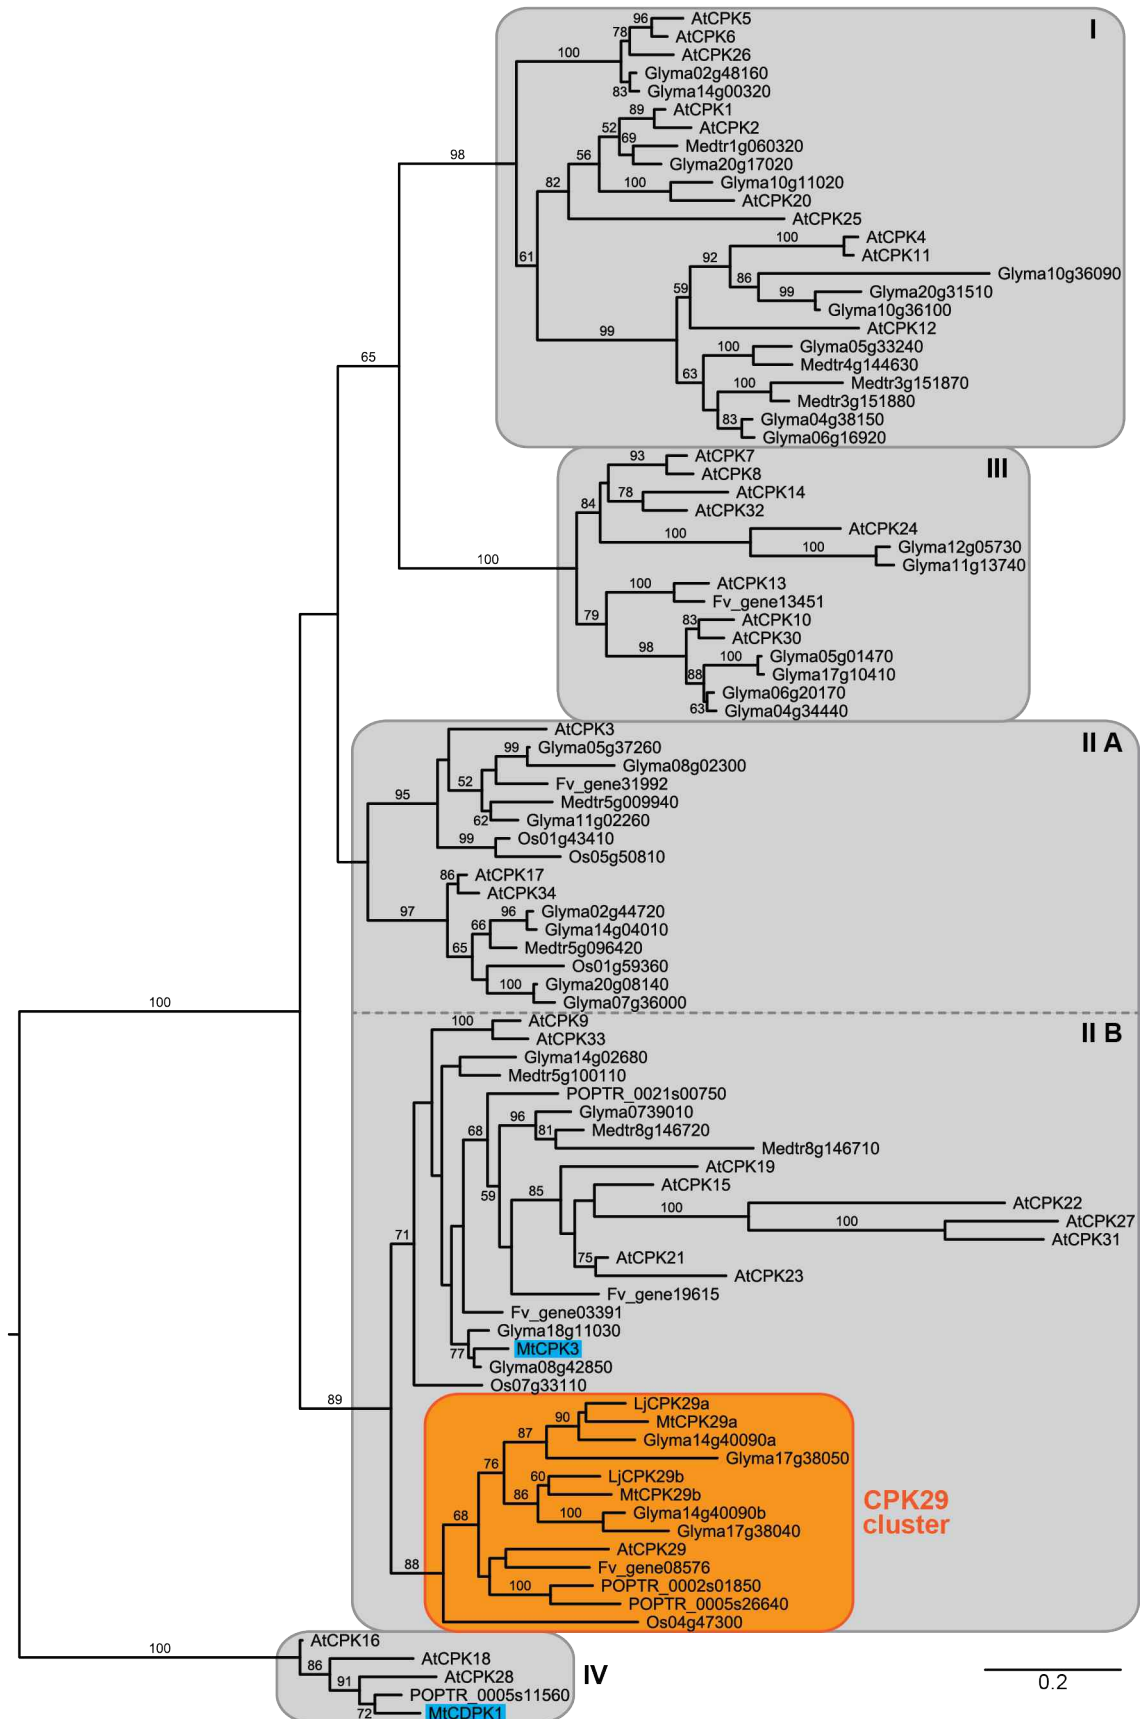 I
96
AtCPK5
78
AtCPK6
AtCPK26
100
Glyma02g48160
83
Glyma14g00320
89
AtCPK1
52
AtCPK2
69
Medtr1g060320
56
Glyma20g17020
98
82
100
Glyma10g11020
AtCPK20
AtCPK25
100
AtCPK4
AtCPK11
61
92
86
Glyma10g36090
99
Glyma20g31510
59
Glyma10g36100
AtCPK12
99
100
Glyma05g33240
Medtr4g144630
65
63
100
Medtr3g151870
Medtr3g151880
83
Glyma04g38150
Glyma06g16920
III
93
AtCPK7
AtCPK8
78
AtCPK14
84
AtCPK32
AtCPK24
100
100
Glyma12g05730
Glyma11g13740
100
100
AtCPK13
Fv_gene13451
79
83
AtCPK10
AtCPK30
98
100
Glyma05g01470
88
Glyma17g10410
Glyma06g20170
63
Glyma04g34440
II A
AtCPK3
99
Glyma05g37260
Glyma08g02300
52
Fv_gene31992
95
Medtr5g009940
62
Glyma11g02260
99
Os01g43410
Os05g50810
86
AtCPK17
AtCPK34
97
96
Glyma02g44720
66
Glyma14g04010
65
Medtr5g096420
Os01g59360
100
Glyma20g08140
Glyma07g36000
100
II B
100
AtCPK9
AtCPK33
Glyma14g02680
Medtr5g100110
POPTR_0021s00750
96
Glyma0739010
68
81
Medtr8g146720
Medtr8g146710
AtCPK19
59
85
AtCPK15
100
AtCPK22
100
AtCPK27
71
AtCPK31
75
AtCPK21
AtCPK23
Fv_gene19615
Fv_gene03391
Glyma18g11030
77
MtCPK3
Glyma08g42850
Os07g33110
89
LjCPK29a
90
MtCPK29a
87
Glyma14g40090a
Glyma17g38050
76
60
LjCPK29b
86
MtCPK29b
100
Glyma14g40090b
68
Glyma17g38040
CPK29
cluster
AtCPK29
88
Fv_gene08576
100
POPTR_0002s01850
POPTR_0005s26640
Os04g47300
100
AtCPK16
86
AtCPK18
91
AtCPK28
IV
POPTR_0005s11560
72
MtCDPK1
0.2